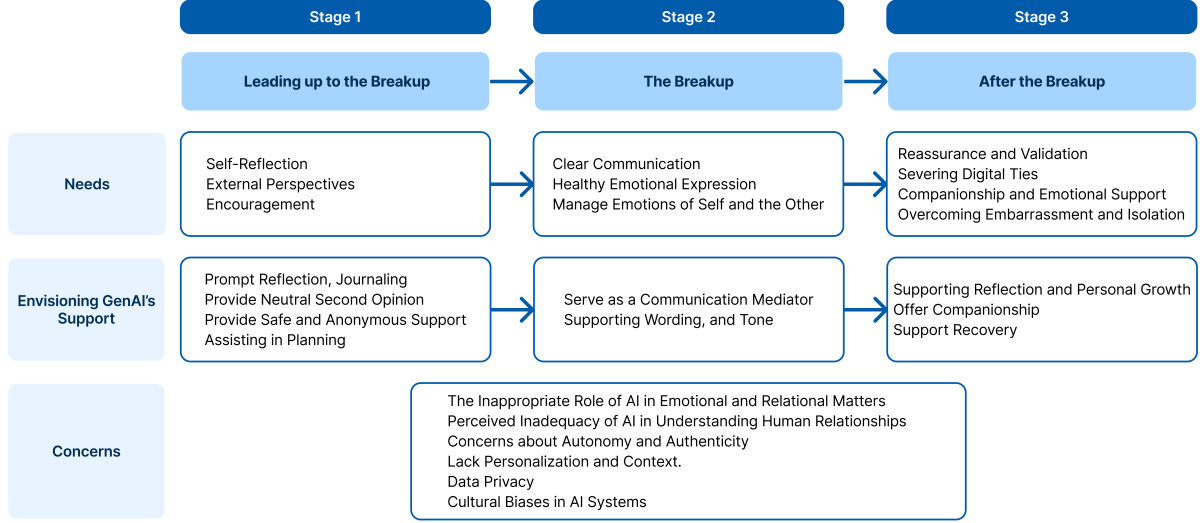 Stage 1
Stage 2
Stage 3
Leading up to the Breakup
The Breakup
After the Breakup
Needs
Self-Reflection
External Perspectives
Encouragement
Clear Communication
Healthy Emotional Expression
Manage Emotions of Self and the Other
Reassurance and Validation
Severing Digital Ties
Companionship and Emotional Support
Overcoming Embarrassment and Isolation
Envisioning GenAI’s
Support
Prompt Reflection, Journaling
Provide Neutral Second Opinion
Provide Safe and Anonymous Support
Assisting in Planning
Serve as a Communication Mediator
Supporting Wording, and Tone
Supporting Reflection and Personal Growth
Offer Companionship
Support Recovery
Concerns
The Inappropriate Role of AI in Emotional and Relational Matters
Perceived Inadequacy of AI in Understanding Human Relationships
Concerns about Autonomy and Authenticity
Lack Personalization and Context.
Data Privacy
Cultural Biases in AI Systems